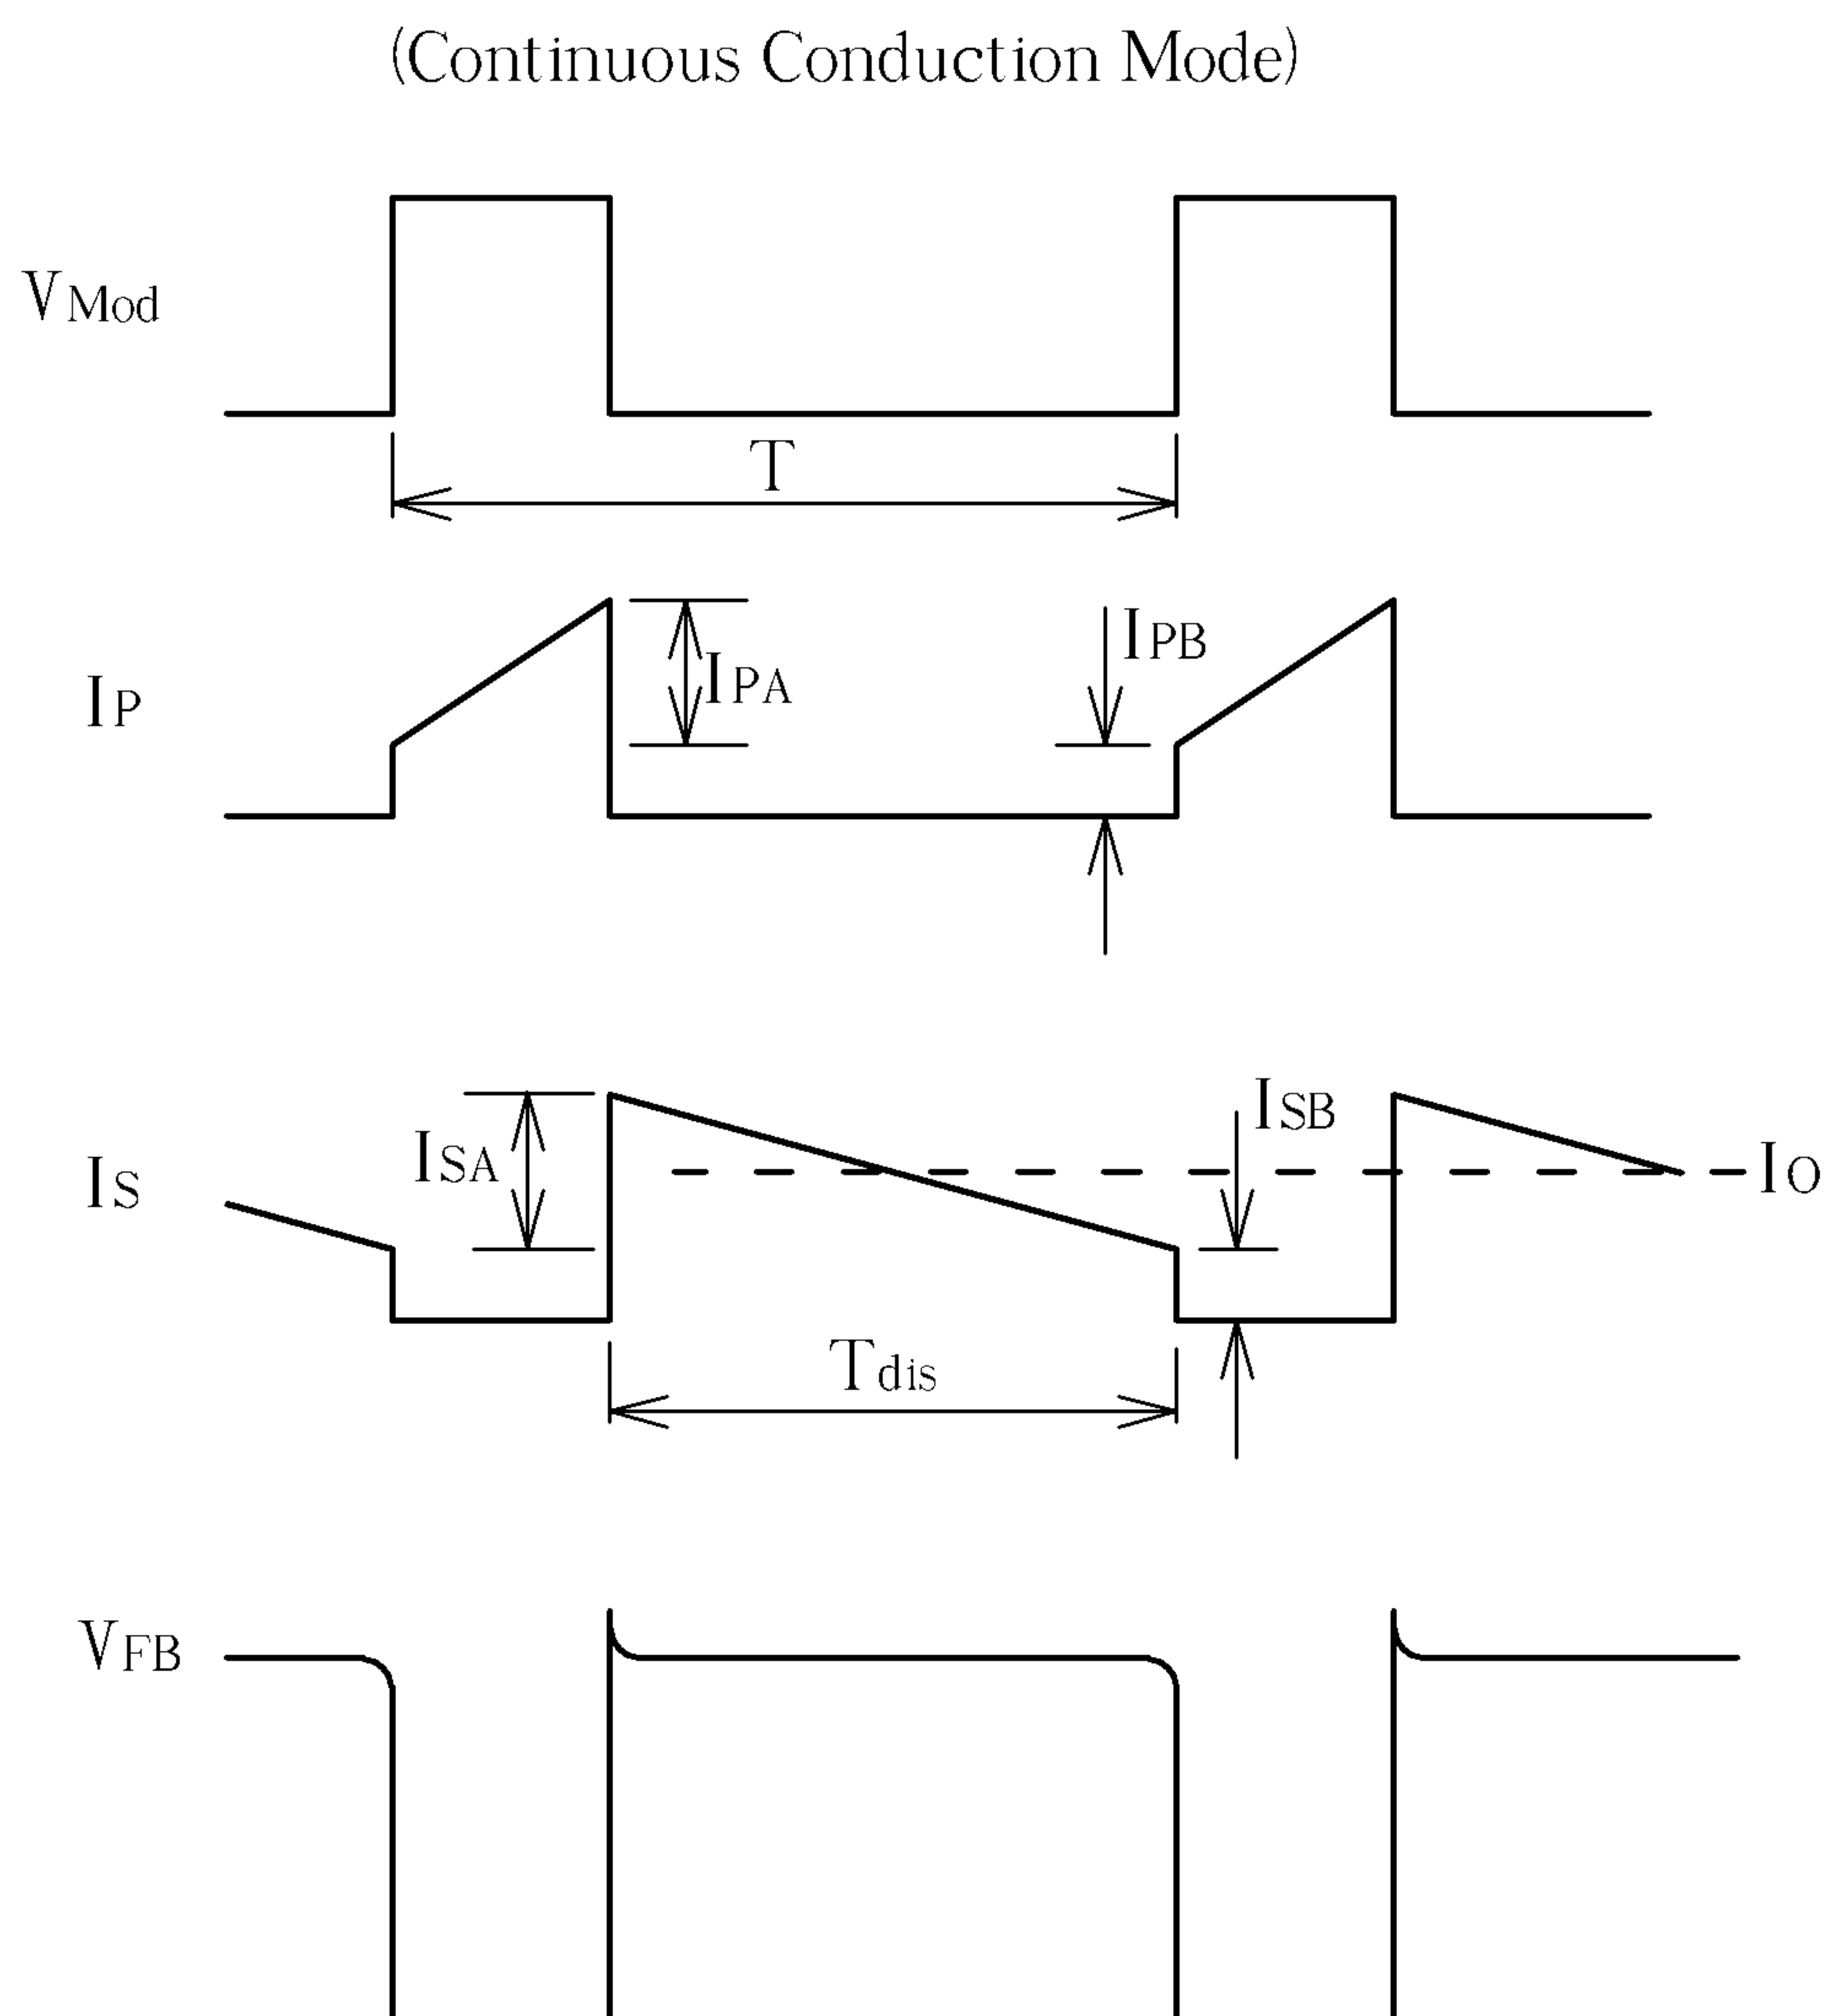 (Continuous Conduction Mode)
VMod
T
IPB
IPA
IP
ISB
ISA
IS
IO
Tdis
VFB